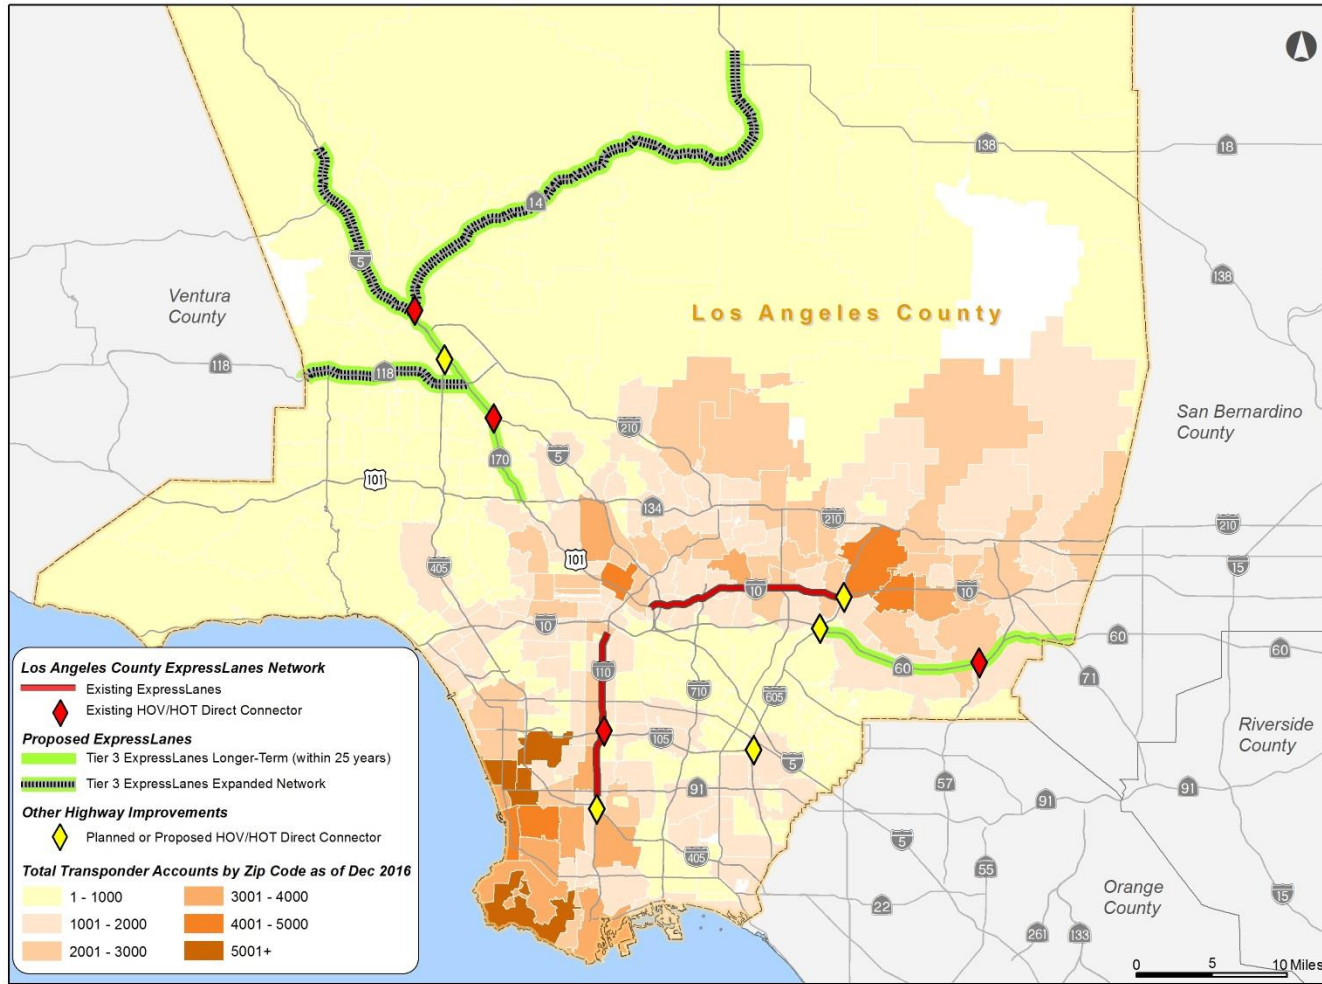 138
18
14
5
138
Ventura
County
Los Angeles County
118
118
San Bernardino
County
210
5
170
101
134
210
210
101
405
15
10
10
10
60
60
60
110
710
605
71
Los Angeles County ExpressLanes Network
Existing ExpressLanes
Existing HOV/HOT Direct Connector
Proposed ExpressLanes
Tier 3 ExpressLanes Longer-Term (within 25 years)
Tier 3 ExpressLanes Expanded Network
Other Highway Improvements
Planned or Proposed HOV/HOT Direct Connector
Total Transponder Accounts by Zip Code as of Dec 2016
1 - 1000
3001 - 4000
1001 - 2000
4001 - 5000
2001 - 3000
5001+
105
5
Riverside
County
57
91
91
91
405
5
55
15
Orange
County
22
261
133
0 5 10 Miles